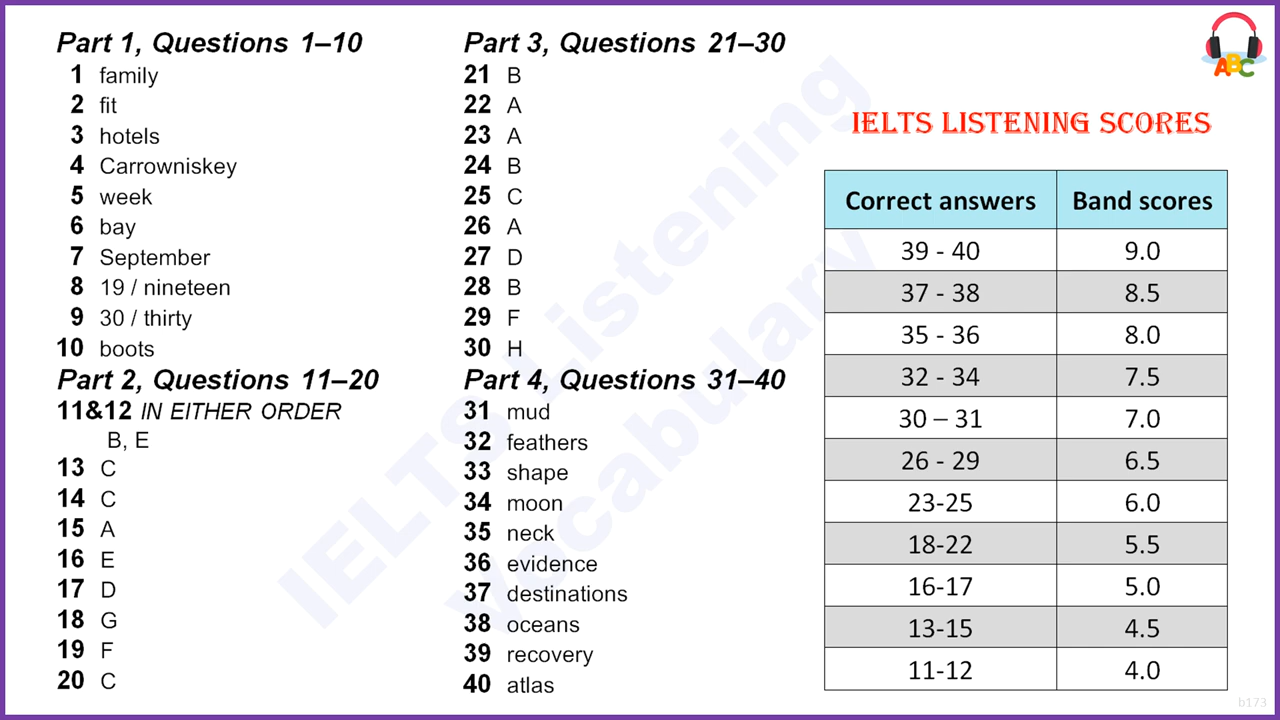 Part 1, Questions 1–10
1 family
2 fit
3 hotels
4 Carrowniskey
5 week
6 bay
7 September
8 19 / nineteen
9 30 / thirty
10 boots
Part 2, Questions 11–20
11&12 IN EITHER ORDER
B, E
13 C
14 C
15 A
16 E
17 D
18 G
19 F
20 C
Part 3, Questions 21–30
21 B
22 A
23 A
24 B
25 C
26 A
27 D
28 B
29 F
30 H
Part 4, Questions 31–40
31 mud
32 feathers
33 shape
34 moon
35 neck
36 evidence
37 destinations
38 oceans
39 recovery
40 atlas
ABC
IELTS LISTENING SCORES
Correct answers Band scores
39 - 40 9.0
37 - 38 8.5
35 - 36 8.0
32 - 34 7.5
30 – 31 7.0
26 - 29 6.5
23-25 6.0
18-22 5.5
16-17 5.0
13-15 4.5
11-12 4.0
IELTS Listening
Vocabulary
b173